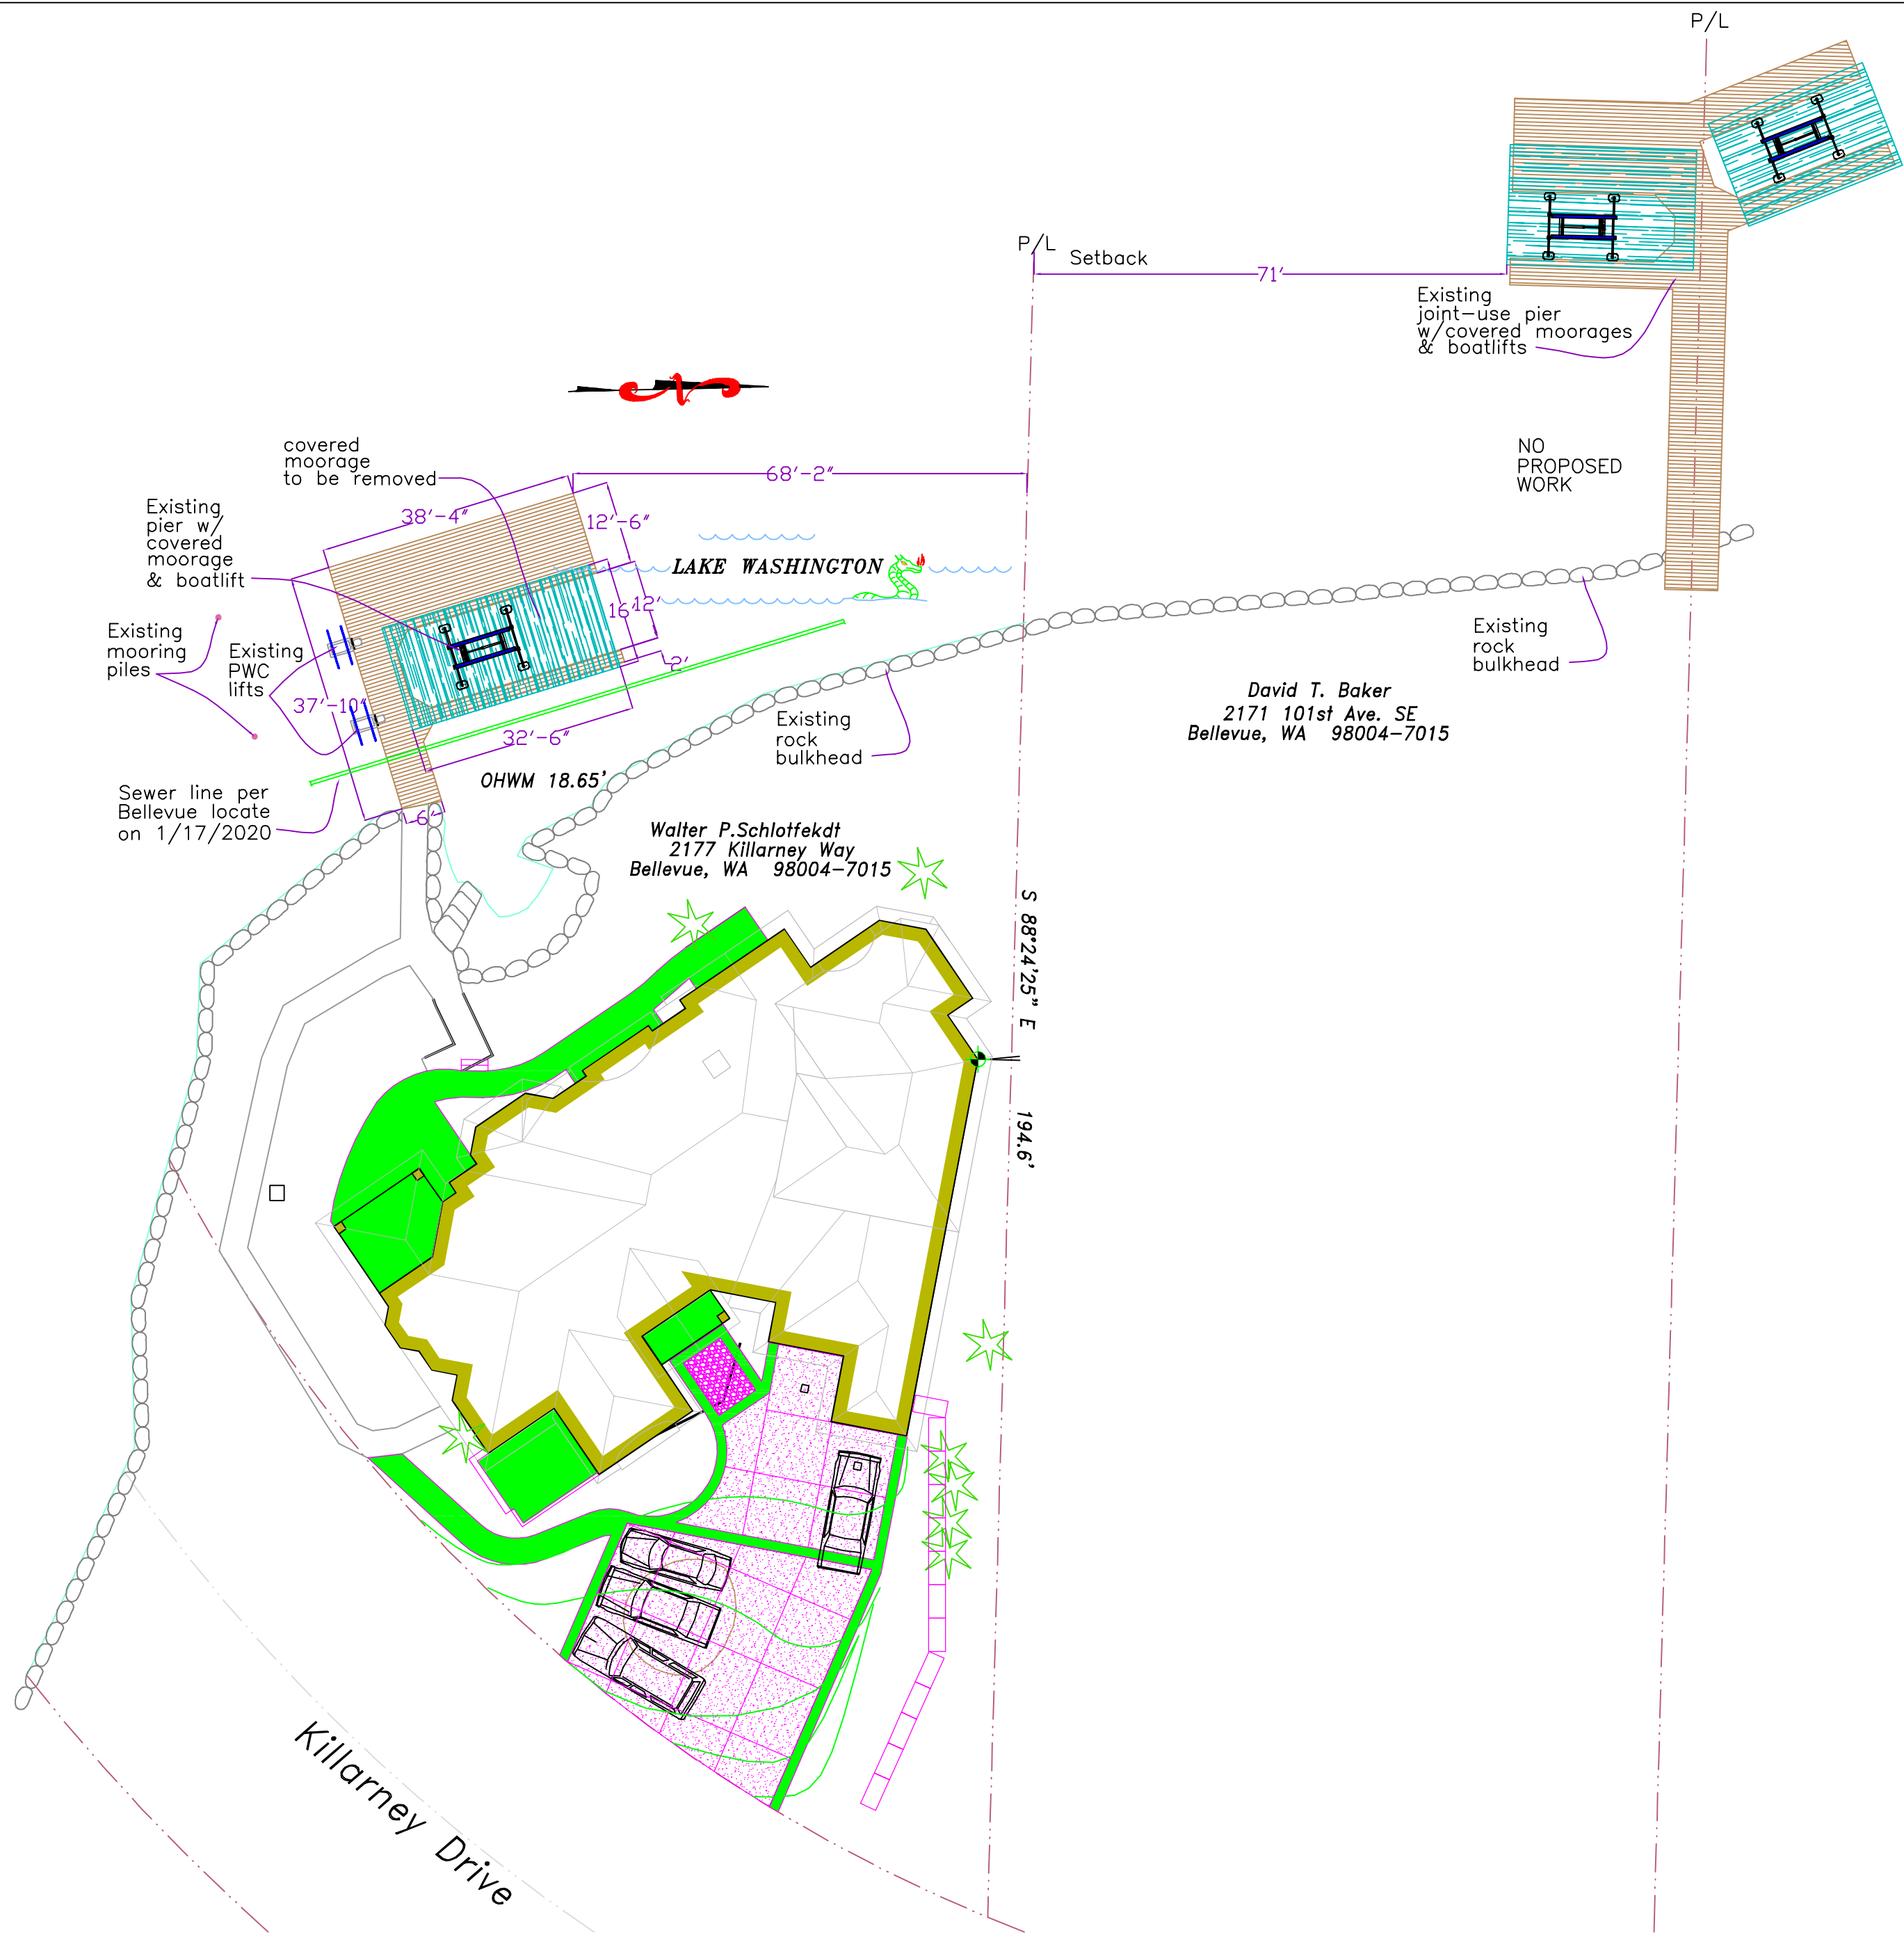 P/L
P/L
Setback
71'
Existing
joint-use pier
w/covered moorages
& boatlifts
NO
PROPOSED
WORK
covered
moorage
to be removed
68'-2"
38'-4"
12'-6"
Existing
pier w/
covered
moorage
& boatlift
LAKE WASHINGTON
16'
12'
2'
Existing
mooring
piles
Existing
PWC
lifts
37'-10"
32'-6"
6'
Existing
rock
bulkhead
Existing
rock
bulkhead
David T. Baker
2171 101st Ave. SE
Bellevue, WA 98004-7015
OHWM 18.65'
Sewer line per
Bellevue locate
on 1/17/2020
Walter P.Schlotfekdt
2177 Killarney Way
Bellevue, WA 98004-7015
S 88°24'25" E
194.6'
Killarney Drive